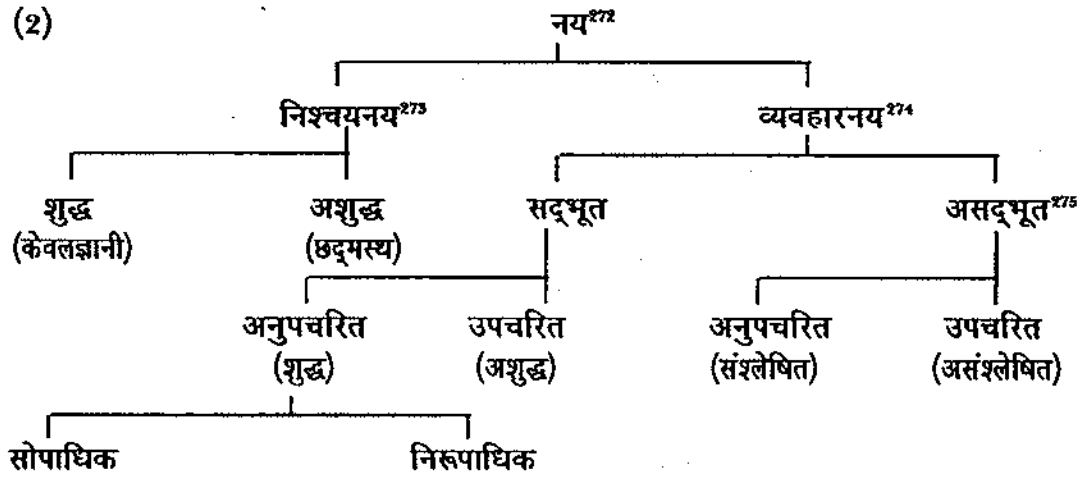 (2) नय²⁷²
निश्चयनय²⁷³ व्यवहारनय²⁷⁴
शुद्ध अशुद्ध सद्भूत असद्भूत²⁷⁵
(केवलज्ञानी) (छद्मस्थ)
अनुपचरित उपचरित अनुपचरित उपचरित
(शुद्ध) (अशुद्ध) (संश्लेषित) (असंश्लेषित)
सोपाधिक निरूपाधिक